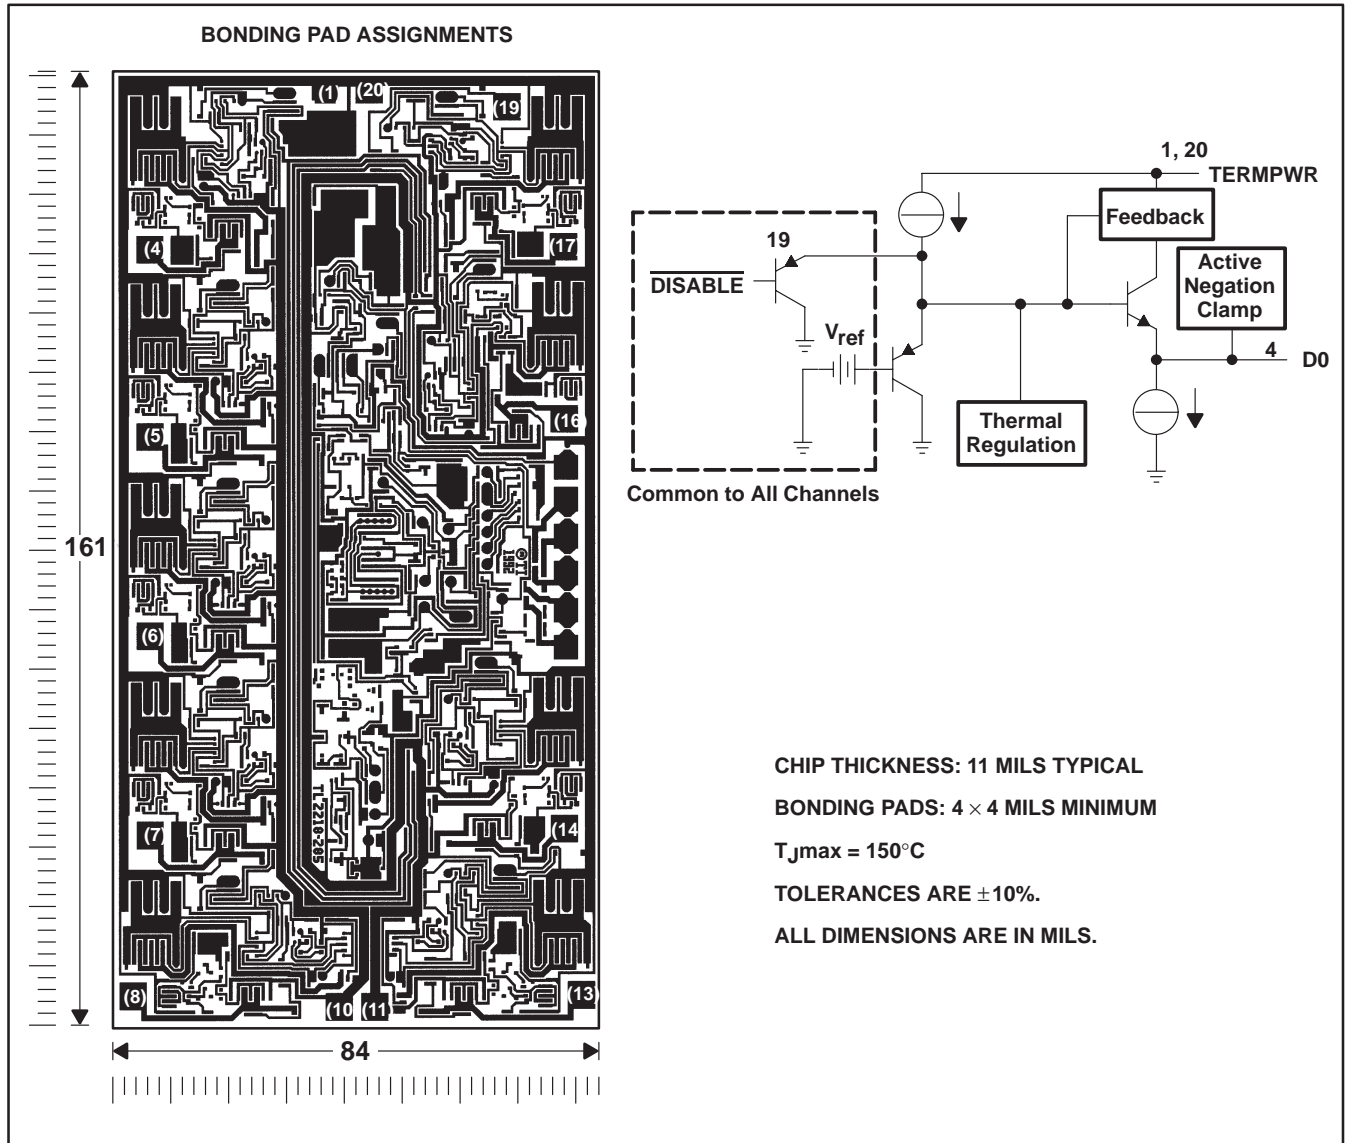 BONDING PAD ASSIGNMENTS
(1)
(20)
(19)
(4)
(17)
(5)
(16)
161
(6)
(7)
(14)
(8)
(10)
(11)
(13)
84
TI
1992
TL2218-285
1, 20
TERMPWR
Feedback
19
DISABLE
Active
Negation
Clamp
Vref
4
D0
Thermal
Regulation
Common to All Channels
CHIP THICKNESS: 11 MILS TYPICAL
BONDING PADS: 4 × 4 MILS MINIMUM
TJmax = 150°C
TOLERANCES ARE ±10%.
ALL DIMENSIONS ARE IN MILS.